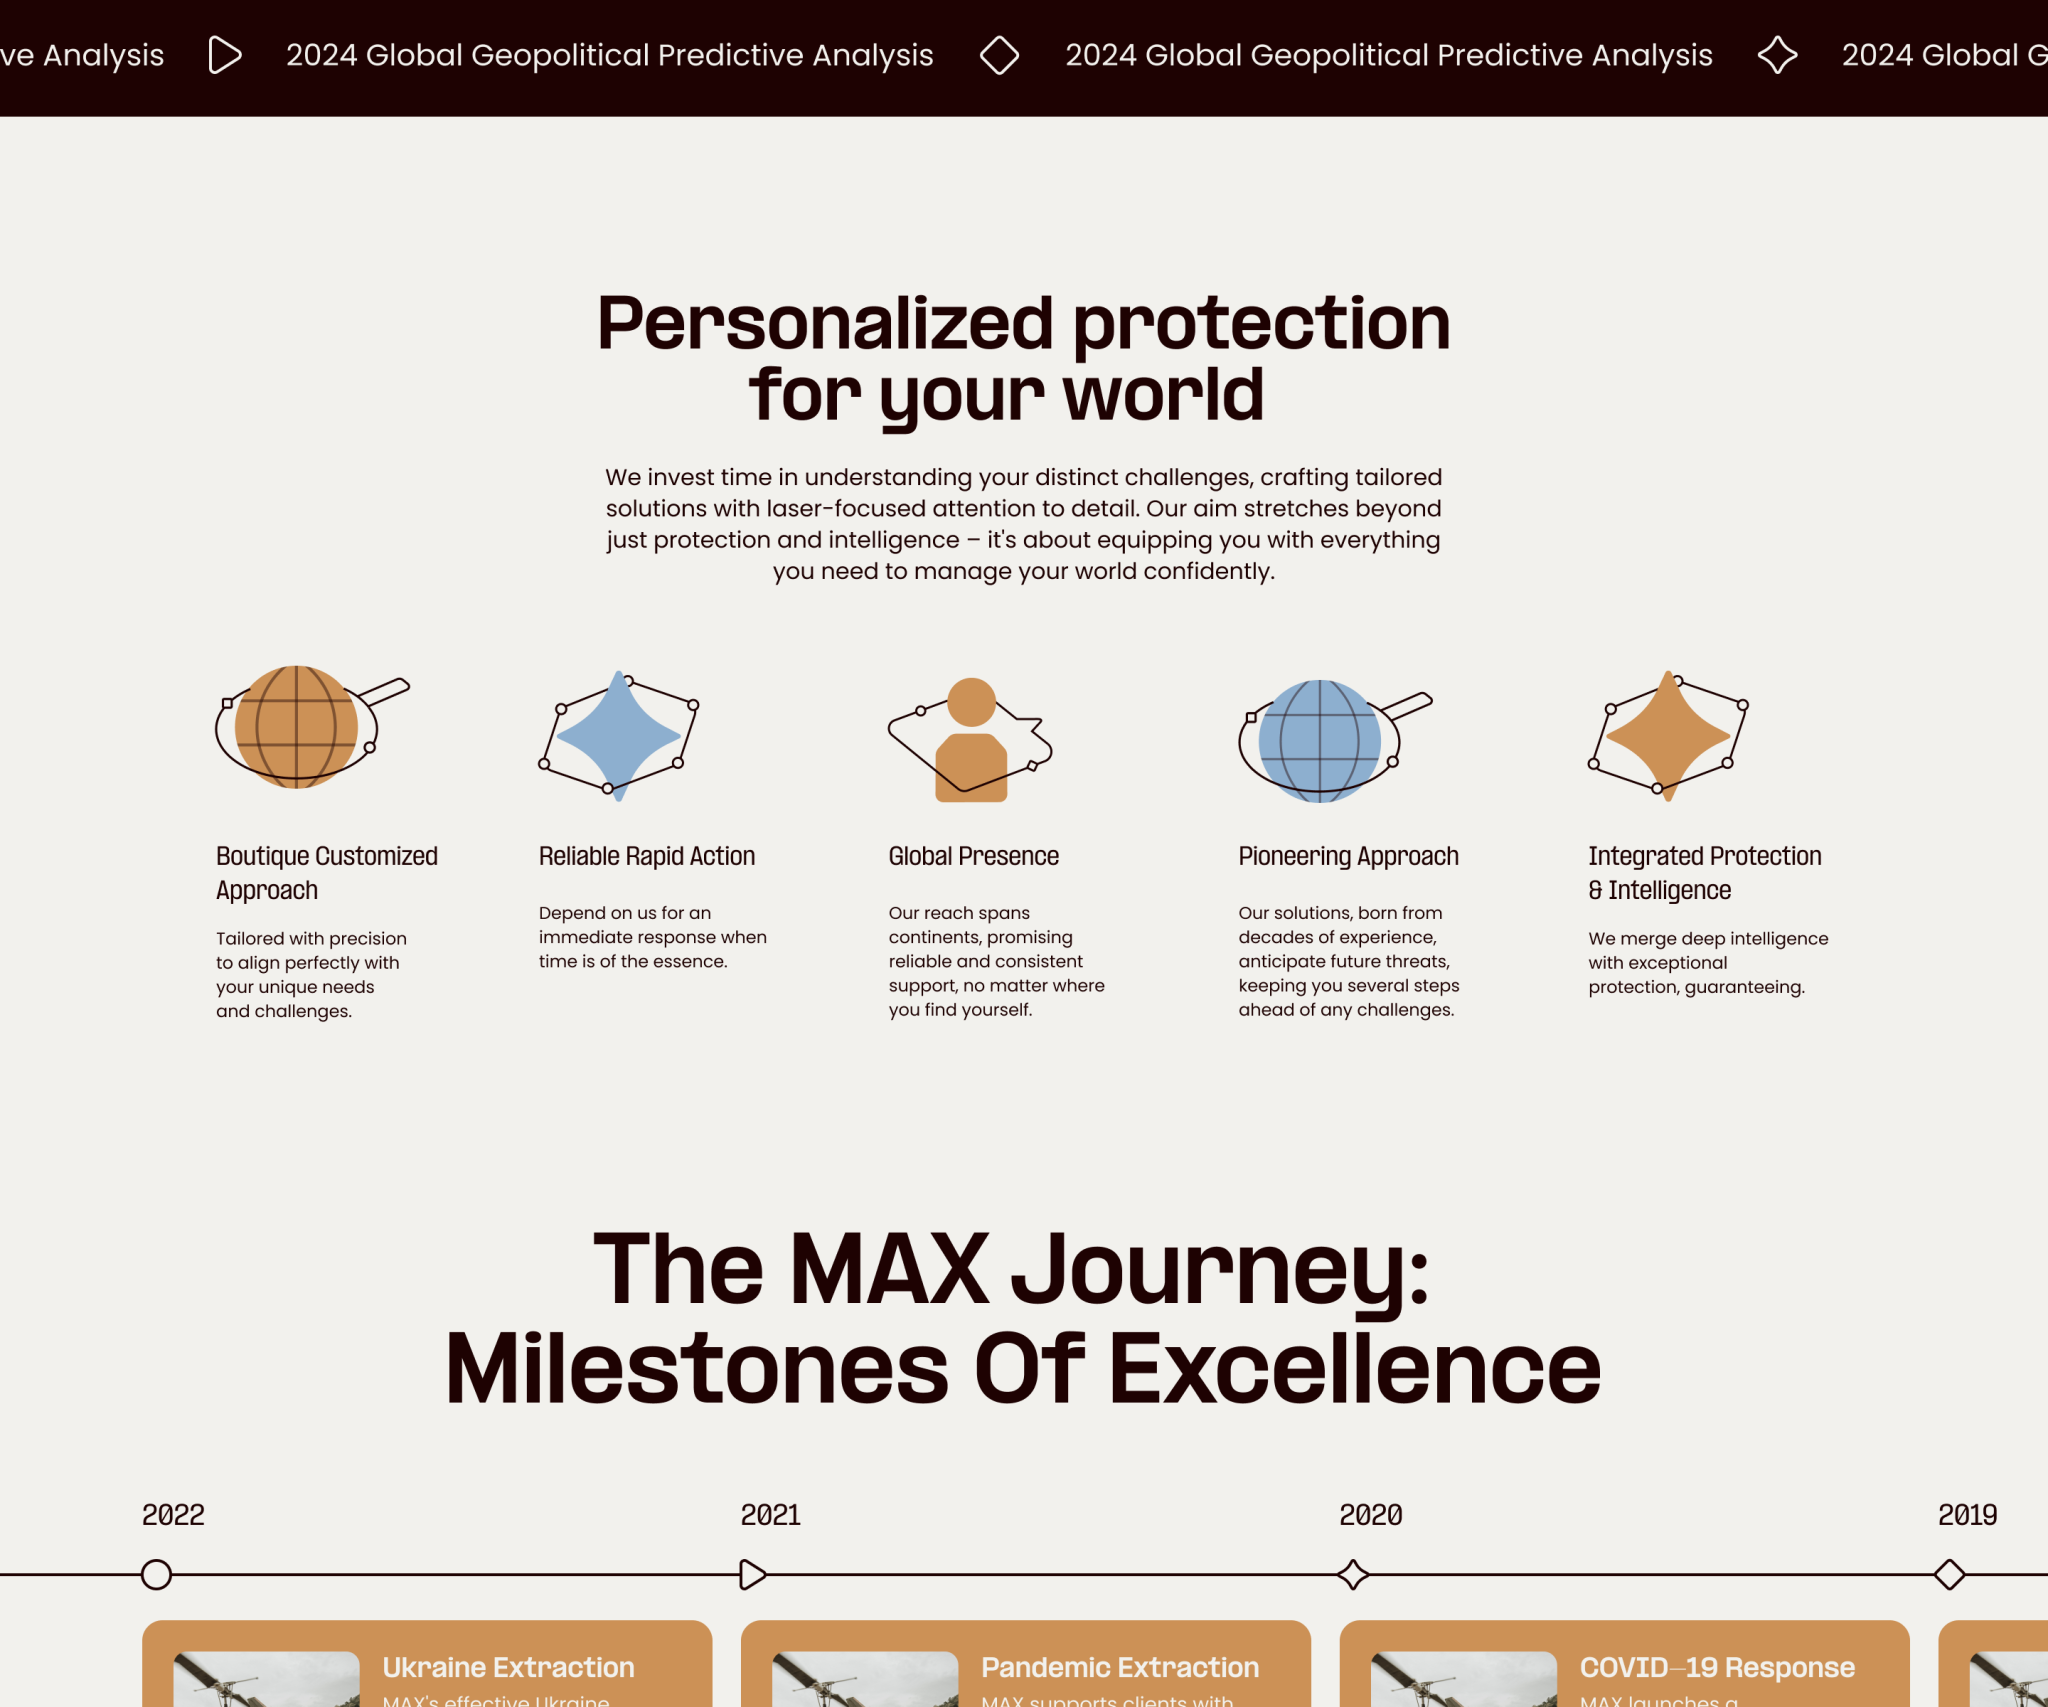 ve Analysis
2024 Global Geopolitical Predictive Analysis
2024 Global Geopolitical Predictive Analysis
2024 Global G
Personalized protection
for your world
We invest time in understanding your distinct challenges, crafting tailored
solutions with laser-focused attention to detail. Our aim stretches beyond
just protection and intelligence – it's about equipping you with everything
you need to manage your world confidently.
Boutique Customized
Approach
Tailored with precision
to align perfectly with
your unique needs
and challenges.
Reliable Rapid Action
Depend on us for an
immediate response when
time is of the essence.
Global Presence
Our reach spans
continents, promising
reliable and consistent
support, no matter where
you find yourself.
Pioneering Approach
Our solutions, born from
decades of experience,
anticipate future threats,
keeping you several steps
ahead of any challenges.
Integrated Protection
& Intelligence
We merge deep intelligence
with exceptional
protection, guaranteeing.
The MAX Journey:
Milestones Of Excellence
2022
2021
2020
2019
Ukraine Extraction
MAX's effective Ukraine
Pandemic Extraction
MAX supports clients with
COVID-19 Response
MAX launches a